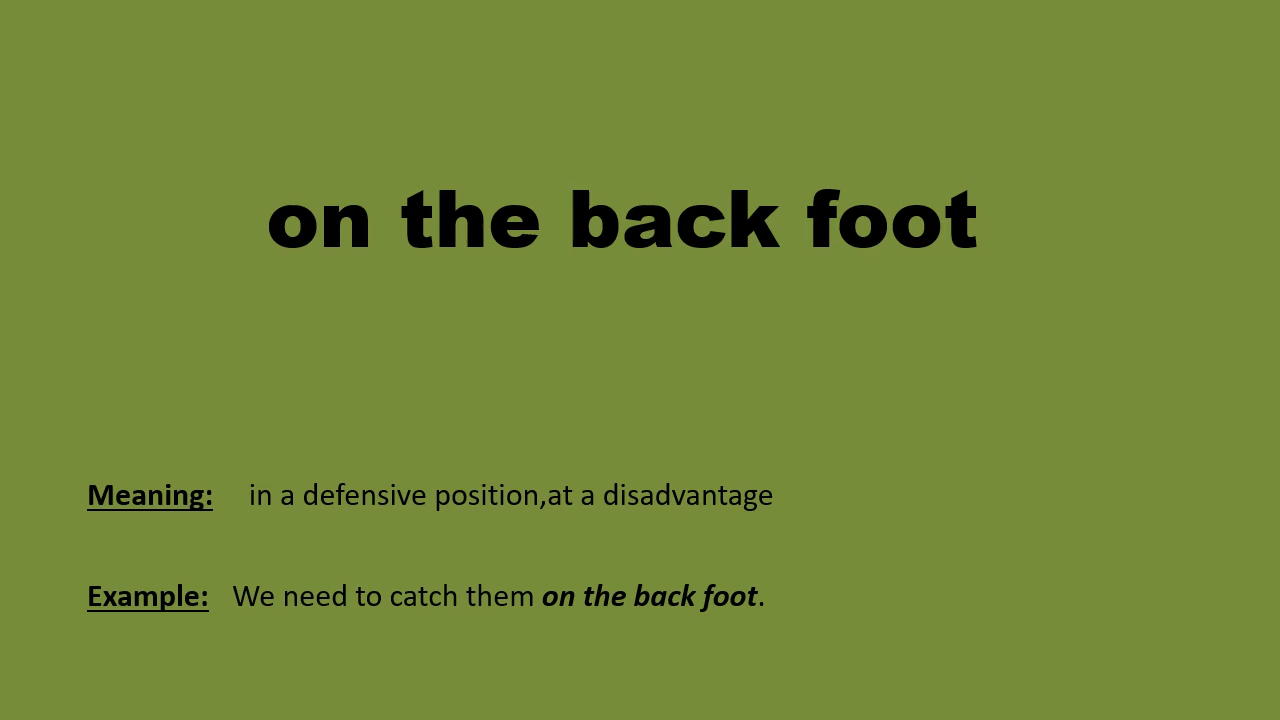 on the back foot
Meaning: in a defensive position,at a disadvantage
Example: We need to catch them on the back foot.